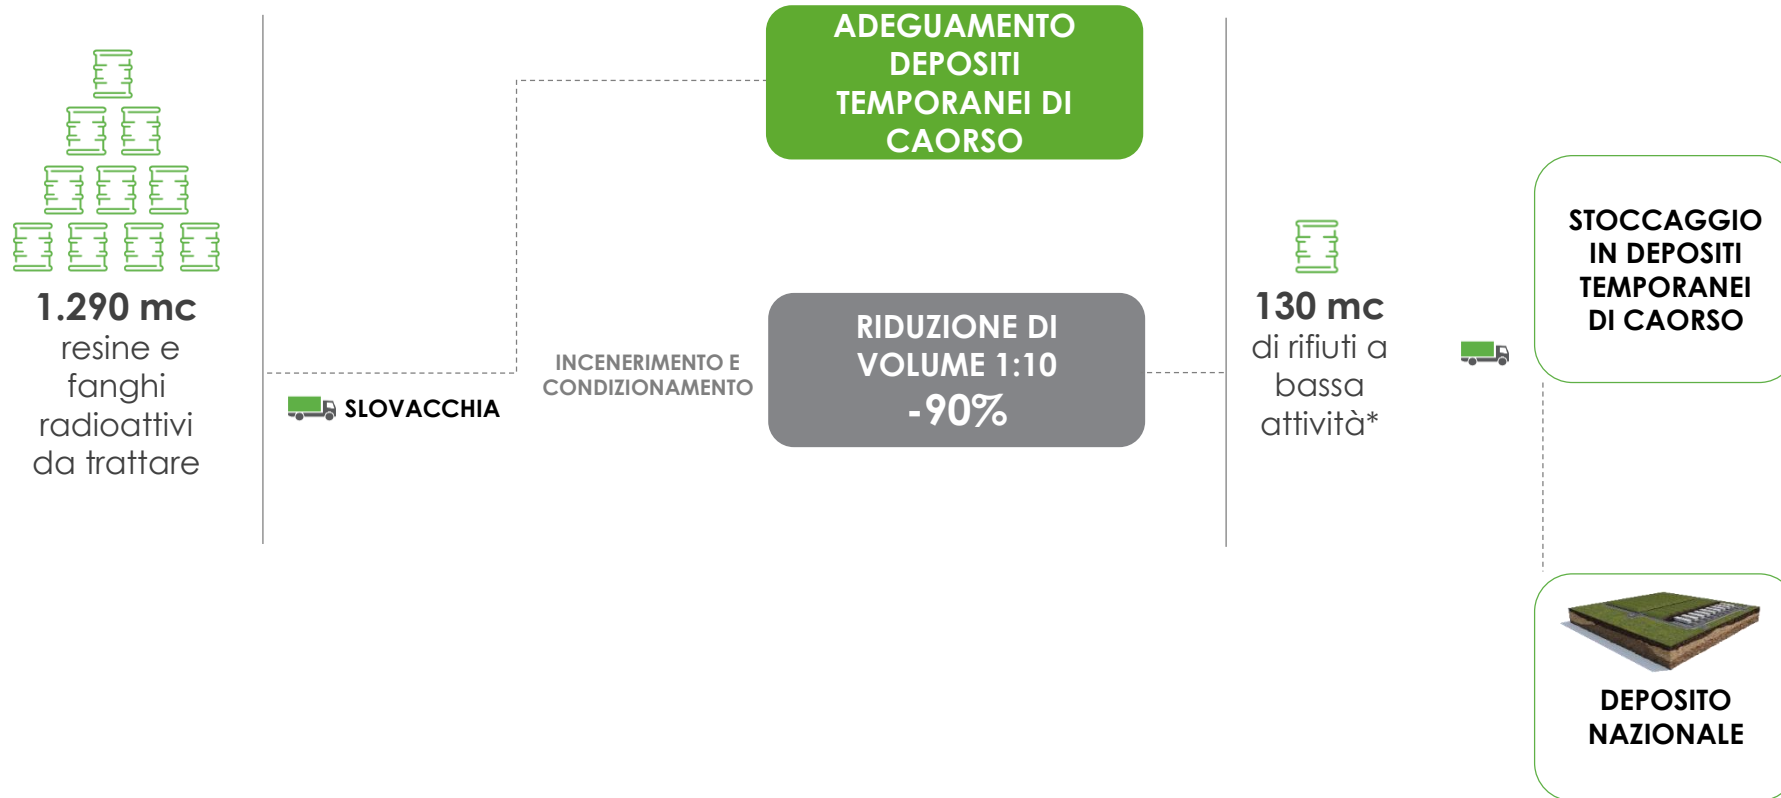 1.290 mc
resine e
fanghi
radioattivi
da trattare
SLOVACCHIA
ADEGUAMENTO
DEPOSITI
TEMPORANEI DI
CAORSO
INCENERIMENTO E
CONDIZIONAMENTO
RIDUZIONE DI
VOLUME 1:10
-90%
130 mc
di rifiuti a
bassa
attività*
STOCCAGGIO
IN DEPOSITI
TEMPORANEI
DI CAORSO
DEPOSITO
NAZIONALE